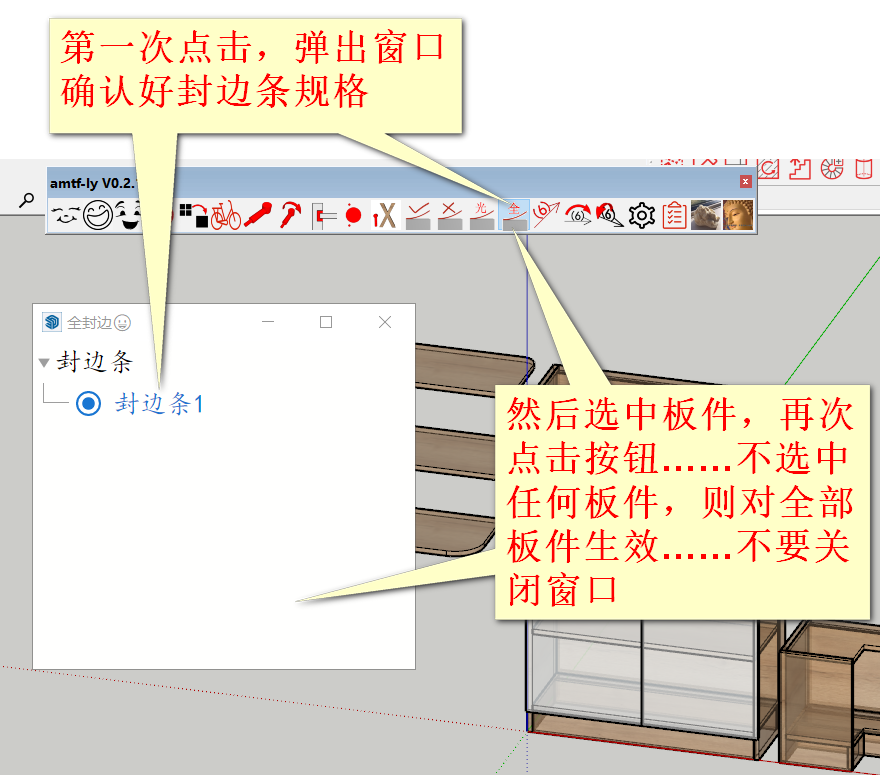 第一次点击，弹出窗口
确认好封边条规格
amtf-ly V0.2.
光
全
全封边
封边条
封边条1
然后选中板件，再次
点击按钮……不选中
任何板件，则对全部
板件生效……不要关
闭窗口